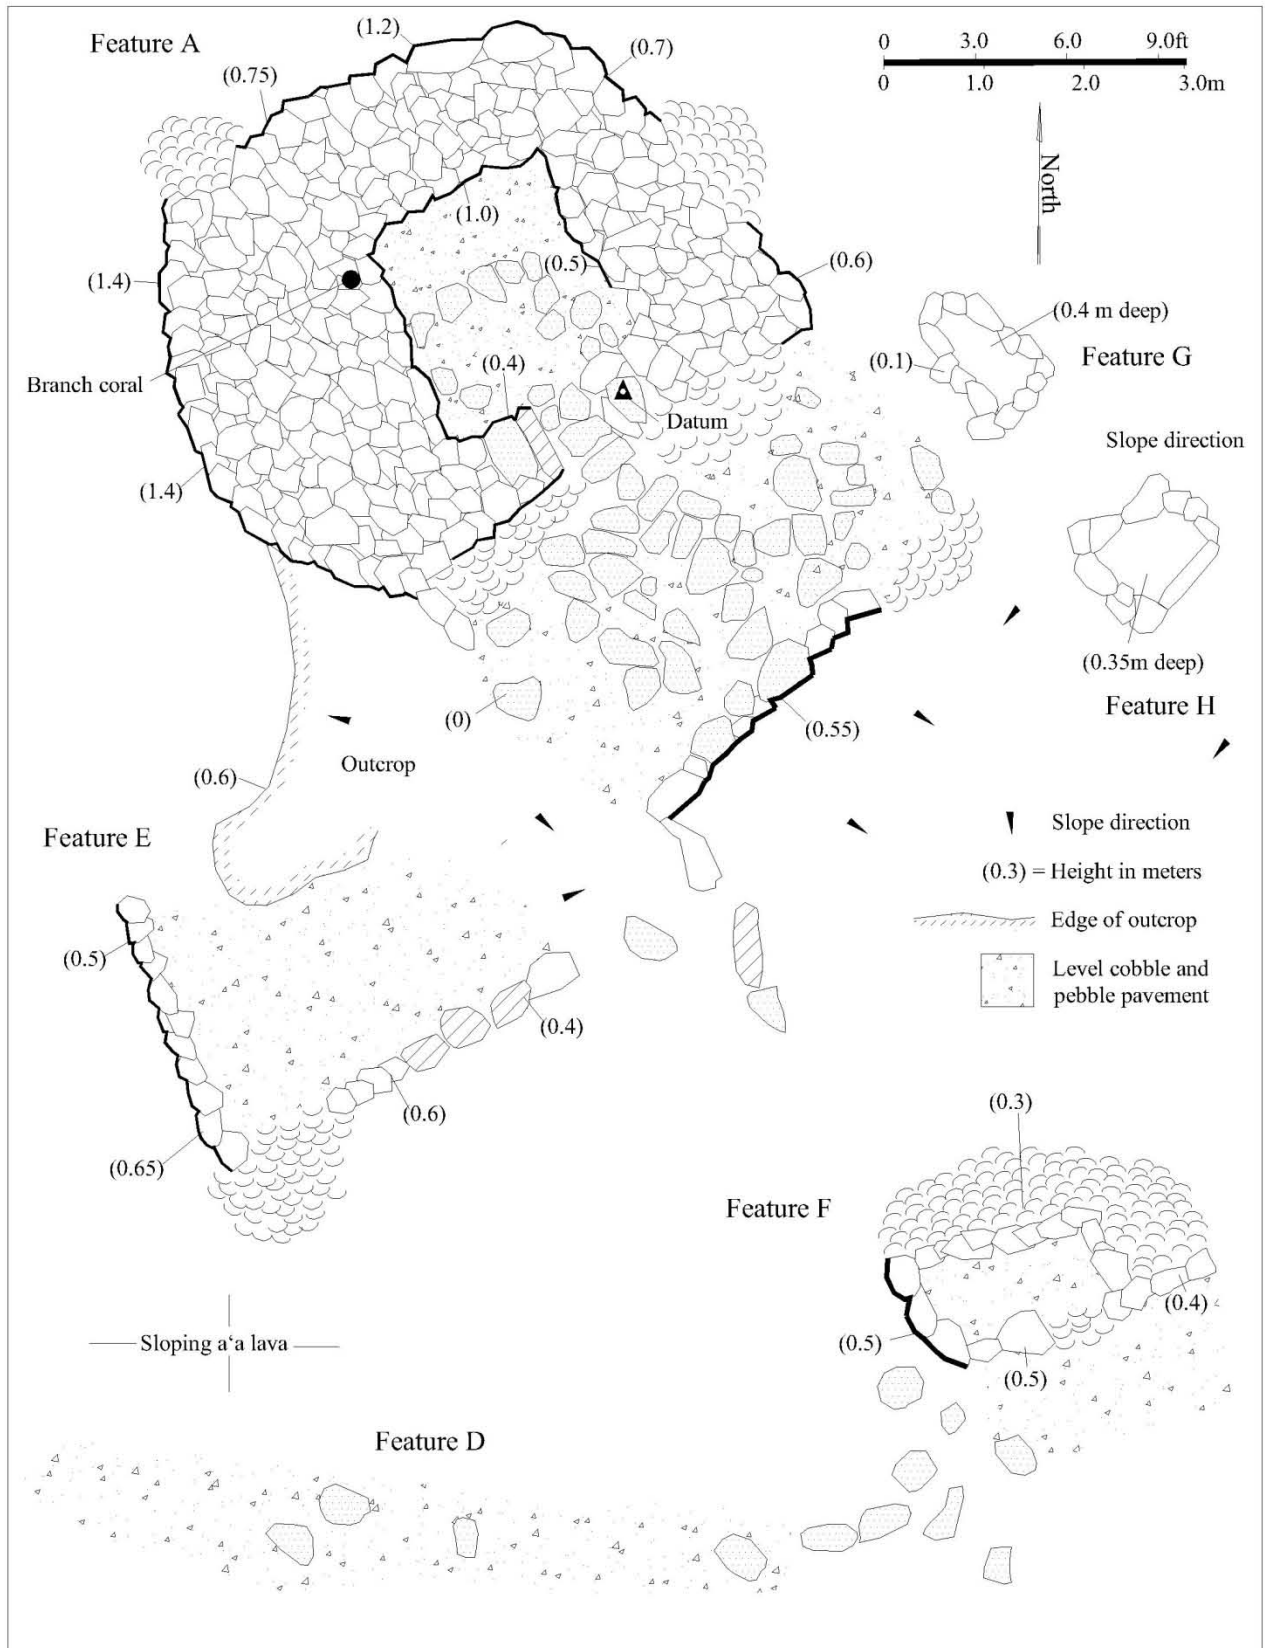 Feature A
(1.2)
(0.7)
(0.75)
0 3.0 6.0 9.0ft
0 1.0 2.0 3.0m
North
(1.0)
(0.5)
(0.6)
(1.4)
(0.4 m deep)
Feature G
(0.1)
(0.4)
Branch coral
Datum
Slope direction
(1.4)
(0.35m deep)
Feature H
(0)
(0.55)
Outcrop
(0.6)
Feature E
Slope direction
(0.3) = Height in meters
Edge of outcrop
Level cobble and
pebble pavement
(0.5)
(0.4)
(0.6)
(0.65)
(0.3)
Feature F
(0.4)
(0.5)
(0.5)
Sloping a‘a lava
Feature D